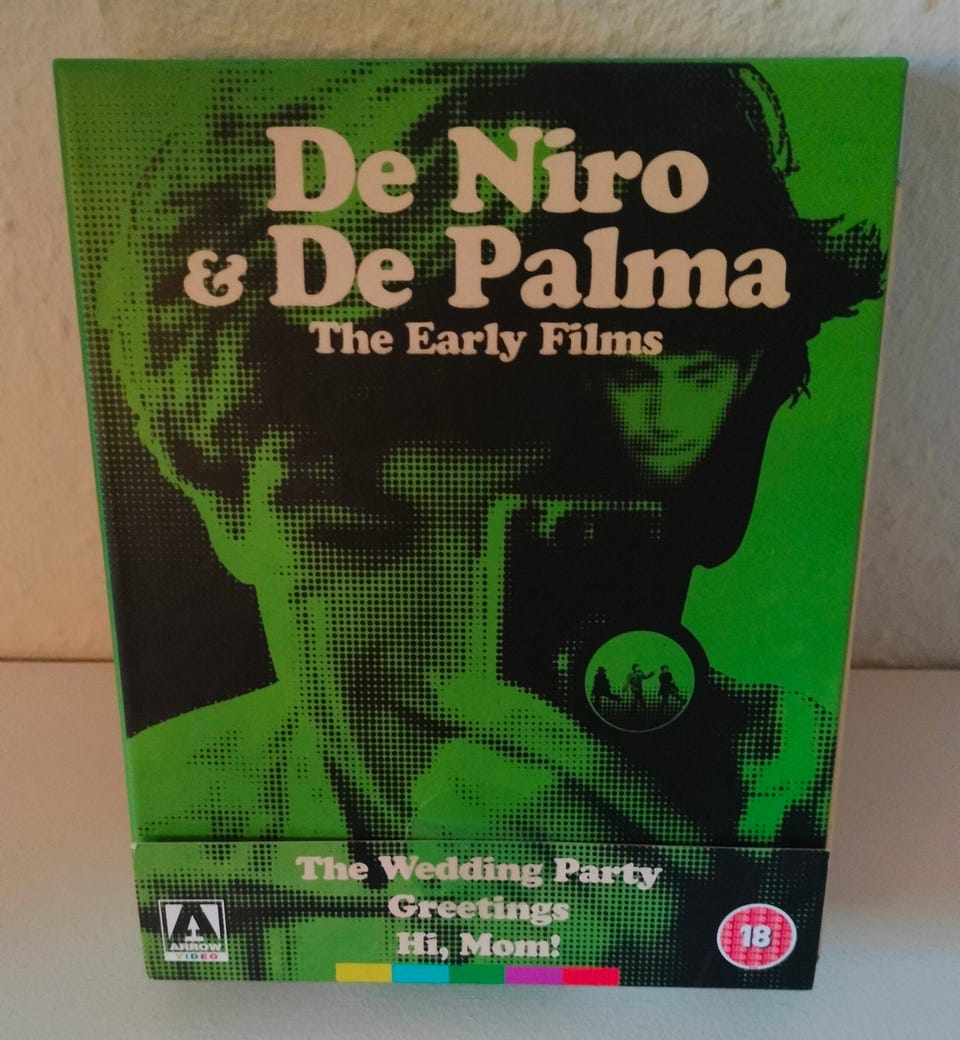 De Niro
& De Palma
The Early Films
The Wedding Party
Greetings
Hi, Mom!
ARROW
VIDEO
18